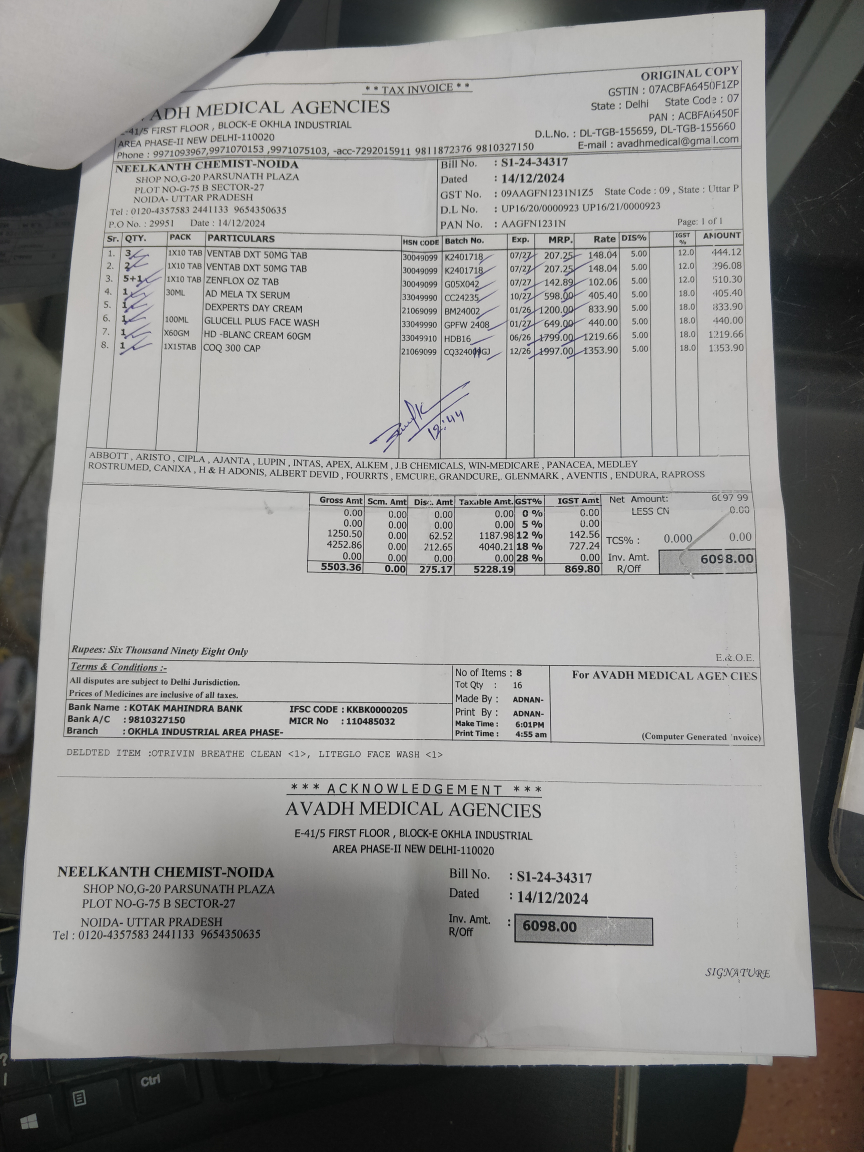 ORIGINAL COPY
* * TAX INVOICE * *
GSTIN : 07ACBFA6450F1ZP
ADH MEDICAL AGENCIES
State : Delhi State Code : 07
E-41/5 FIRST FLOOR , BLOCK-E OKHLA INDUSTRIAL
PAN : ACBFA6450F
AREA PHASE-II NEW DELHI-110020
D.L.No. : DL-TGB-155659, DL-TGB-155660
Phone : 9971093967,9971070153 ,9971075103, -acc-7292015911 9811872376 9810327150
E-mail : avadhmedical@gmail.com
NEELKANTH CHEMIST-NOIDA
SHOP NO,G-20 PARSUNATH PLAZA
PLOT NO-G-75 B SECTOR-27
NOIDA- UTTAR PRADESH
Tel : 0120-4357583 2441133 9654350635
P.O No. : 29951 Date : 14/12/2024
Bill No. : S1-24-34317
Dated : 14/12/2024
GST No. : 09AAGFN1231N1Z5 State Code : 09 , State : Uttar P
D.L No. : UP16/20/0000923 UP16/21/0000923
PAN No. : AAGFN1231N
Page: 1 of 1
Sr. QTY. PACK PARTICULARS HSN CODE Batch No. Exp. MRP. Rate DIS% IGST % AMOUNT
1. 3 1X10 TAB VENTAB DXT 50MG TAB 30049099 K2401718 07/27 207.25 148.04 5.00 12.0 444.12
2. 2 1X10 TAB VENTAB DXT 50MG TAB 30049099 K2401718 07/27 207.25 148.04 5.00 12.0 296.08
3. 5+1 1X10 TAB ZENFLOX OZ TAB 30049099 G05X042 07/27 142.89 102.06 5.00 12.0 510.30
4. 1 30ML AD MELA TX SERUM 33049990 CC24235 10/27 598.00 405.40 5.00 18.0 405.40
5. 1 DEXPERTS DAY CREAM 21069099 BM24002 01/26 1200.00 833.90 5.00 18.0 833.90
6. 1 100ML GLUCELL PLUS FACE WASH 33049990 GPFW 2408 01/27 649.00 440.00 5.00 18.0 440.00
7. 1 X60GM HD -BLANC CREAM 60GM 33049910 HDB16 06/26 1799.00 1219.66 5.00 18.0 1219.66
8. 1 1X15TAB COQ 300 CAP 21069099 12/26 1997.00 1353.90 5.00 18.0 1353.90
12:44
ABBOTT , ARISTO , CIPLA , AJANTA , LUPIN , INTAS, APEX, ALKEM , J.B CHEMICALS, WIN-MEDICARE , PANACEA, MEDLEY
ROSTRUMED, CANIXA , H & H ADONIS, ALBERT DEVID , FOURRTS , EMCURE, GRANDCURE,. GLENMARK , AVENTIS , ENDURA, RAPROSS
Gross Amt Scm. Amt Disc. Amt Taxable Amt. GST% IGST Amt
0.00 0.00 0.00 0.00 0 % 0.00
0.00 0.00 0.00 0.00 5 % 0.00
1250.50 0.00 62.52 1187.98 12 % 142.56
4252.86 0.00 212.65 4040.21 18 % 727.24
0.00 0.00 0.00 0.00 28 % 0.00
5503.36 0.00 275.17 5228.19 869.80
Net Amount: 6097.99
LESS CN 0.00
TCS% : 0.000 0.00
Inv. Amt. 6098.00
R/Off
Rupees: Six Thousand Ninety Eight Only
E.&.O.E.
Terms & Conditions :-
All disputes are subject to Delhi Jurisdiction.
Prices of Medicines are inclusive of all taxes.
Bank Name : KOTAK MAHINDRA BANK IFSC CODE : KKBK0000205
Bank A/C : 9810327150 MICR No : 110485032
Branch : OKHLA INDUSTRIAL AREA PHASE-
No of Items : 8
Tot Qty : 16
Made By : ADNAN-
Print By : ADNAN-
Make Time : 6:01PM
Print Time : 4:55 am
For AVADH MEDICAL AGENCIES
(Computer Generated Invoice)
DELDTED ITEM :OTRIVIN BREATHE CLEAN <1>, LITEGLO FACE WASH <1>
* * * ACKNOWLEDGEMENT * * *
AVADH MEDICAL AGENCIES
E-41/5 FIRST FLOOR , BLOCK-E OKHLA INDUSTRIAL
AREA PHASE-II NEW DELHI-110020
NEELKANTH CHEMIST-NOIDA
SHOP NO,G-20 PARSUNATH PLAZA
PLOT NO-G-75 B SECTOR-27
NOIDA- UTTAR PRADESH
Tel : 0120-4357583 2441133 9654350635
Bill No. : S1-24-34317
Dated : 14/12/2024
Inv. Amt. : 6098.00
R/Off
SIGNATURE
Ctrl